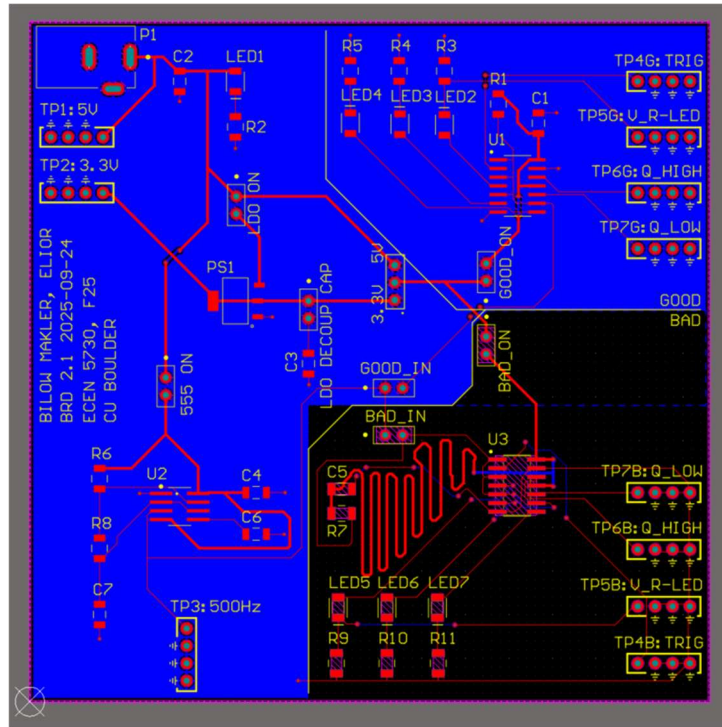 P1
C2
LED1
R5
R4
R3
TP4G:TRIG
R1
C1
TP1:5V
R2
LED4
LED3
LED2
TP5G:V_R-LED
U1
TP2:3.3V
TP6G:Q_HIGH
LDO ON
TP7G:Q_LOW
PS1
5V
3.3V
GOOD_ON
GOOD
BAD
LDO DECOUP CAP
BILOW MAKLER, ELIOR
BRD 2.1 2025-09-24
ECEN 5730, F25
CU BOULDER
555 ON
C3
GOOD_IN
BAD_ON
BAD_IN
R6
U2
C4
C5
U3
TP7B:Q_LOW
R8
C6
R7
TP6B:Q_HIGH
C7
TP3:500Hz
LED5
LED6
LED7
TP5B:V_R-LED
R9
R10
R11
TP4B:TRIG